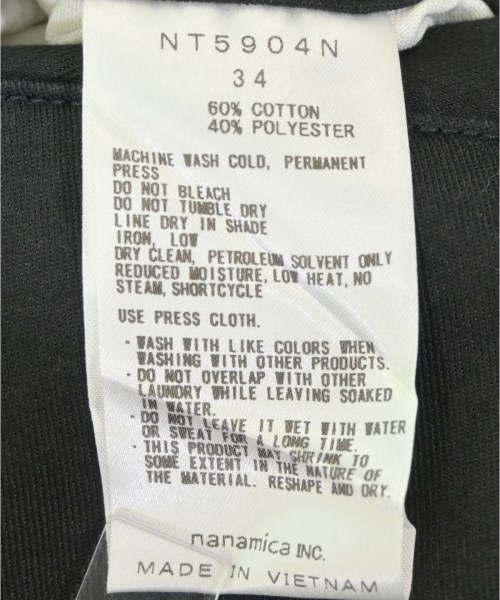 NT5904N
34
60% COTTON
40% POLYESTER
MACHINE WASH COLD, PERMANENT
PRESS
DO NOT BLEACH
DO NOT TUMBLE DRY
LINE DRY IN SHADE
IRON, LOW
DRY CLEAN, PETROLEUM SOLVENT ONLY
REDUCED MOISTURE, LOW HEAT, NO
STEAM, SHORTCYCLE
USE PRESS CLOTH.
・WASH WITH LIKE COLORS WHEN
WASHING WITH OTHER PRODUCTS.
・DO NOT OVERLAP WITH OTHER
LAUNDRY WHILE LEAVING SOAKED
IN WATER.
・DO NOT LEAVE IT WET WITH WATER
OR SWEAT FOR A LONG TIME.
・THIS PRODUCT MAY SHRINK TO
SOME EXTENT IN THE NATURE OF
THE MATERIAL. RESHAPE AND DRY.
nanamica INC.
MADE IN VIETNAM